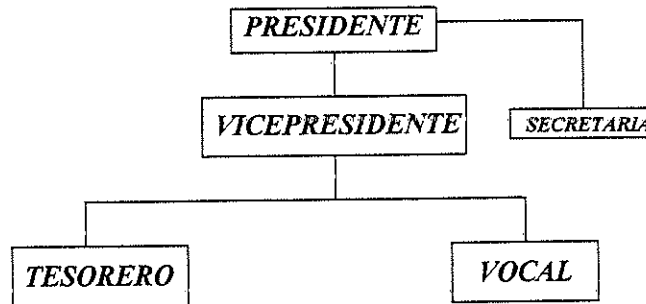 PRESIDENTE
VICEPRESIDENTE
SECRETARIA
TESORERO
VOCAL